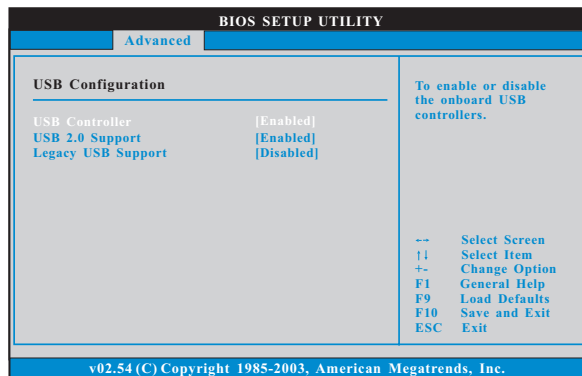 BIOS SETUP UTILITY
Advanced
USB Configuration
USB Controller [Enabled]
USB 2.0 Support [Enabled]
Legacy USB Support [Disabled]
To enable or disable
the onboard USB
controllers.
←→ Select Screen
↑↓ Select Item
+- Change Option
F1 General Help
F9 Load Defaults
F10 Save and Exit
ESC Exit
v02.54 (C) Copyright 1985-2003, American Megatrends, Inc.